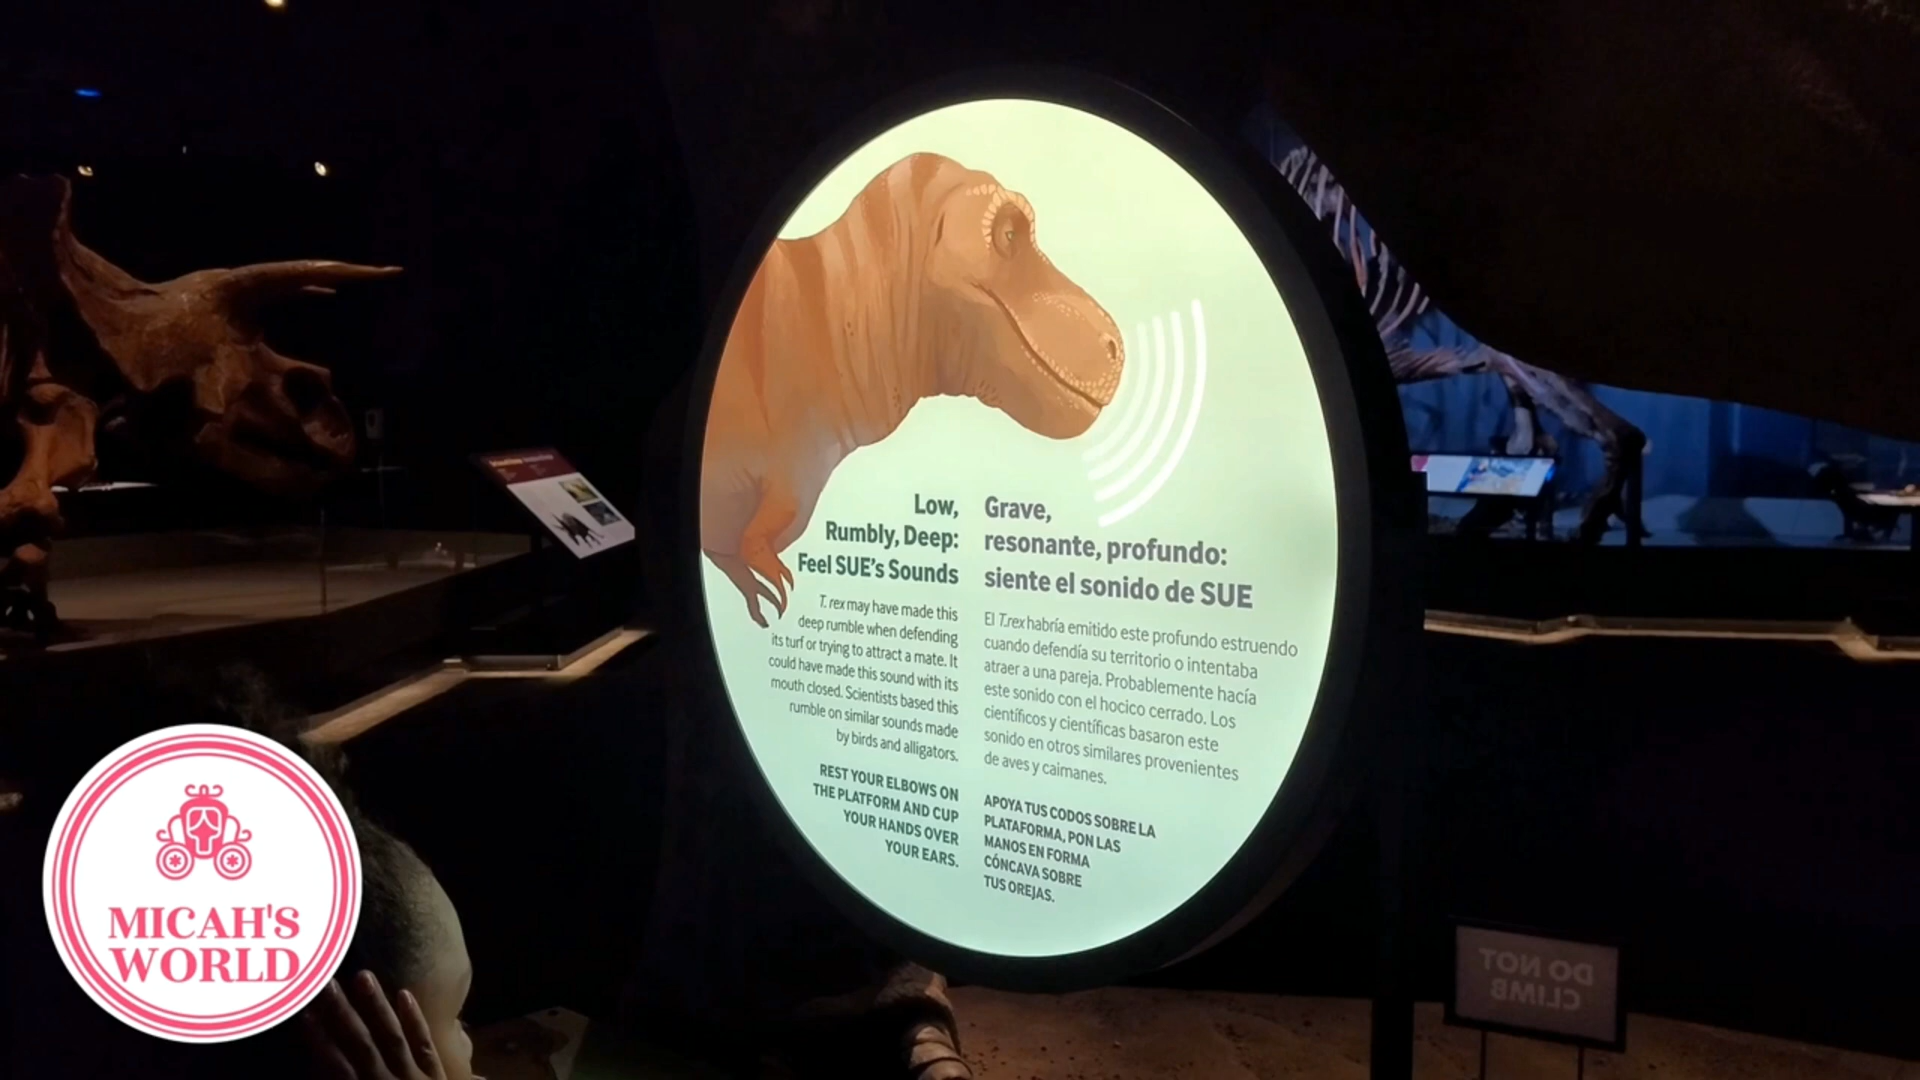 Low,
Rumbly, Deep:
Feel SUE's Sounds
T. rex may have made this
deep rumble when defending
its turf or trying to attract a mate. It
could have made this sound with its
mouth closed. Scientists based this
rumble on similar sounds made
by birds and alligators.
REST YOUR ELBOWS ON
THE PLATFORM AND CUP
YOUR HANDS OVER
YOUR EARS.
Grave,
resonante, profundo:
siente el sonido de SUE
El T.rex habría emitido este profundo estruendo
cuando defendía su territorio o intentaba
atraer a una pareja. Probablemente hacía
este sonido con el hocico cerrado. Los
científicos y científicas basaron este
sonido en otros similares provenientes
de aves y caimanes.
APOYA TUS CODOS SOBRE LA
PLATAFORMA, PON LAS
MANOS EN FORMA
CÓNCAVA SOBRE
TUS OREJAS.
MICAH'S
WORLD
DO NOT
CLIMB